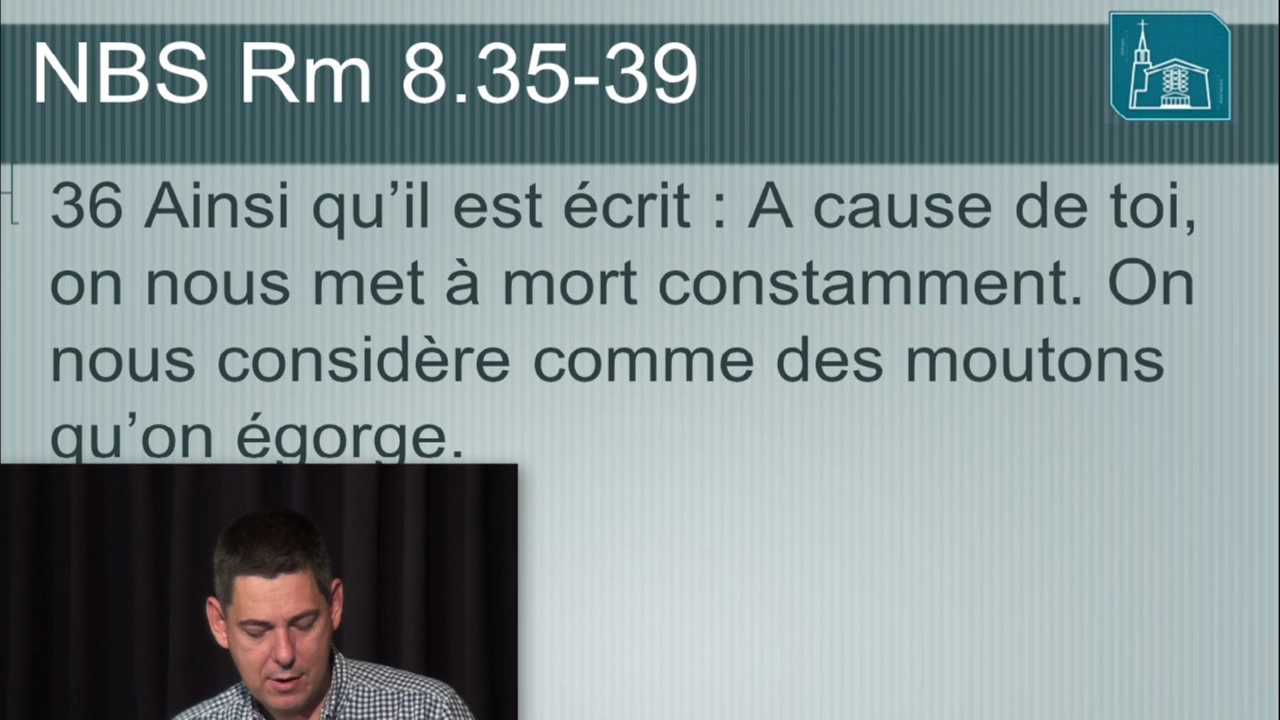 NBS Rm 8.35-39
36 Ainsi qu’il est écrit : A cause de toi,
on nous met à mort constamment. On
nous considère comme des moutons
qu’on égorge.